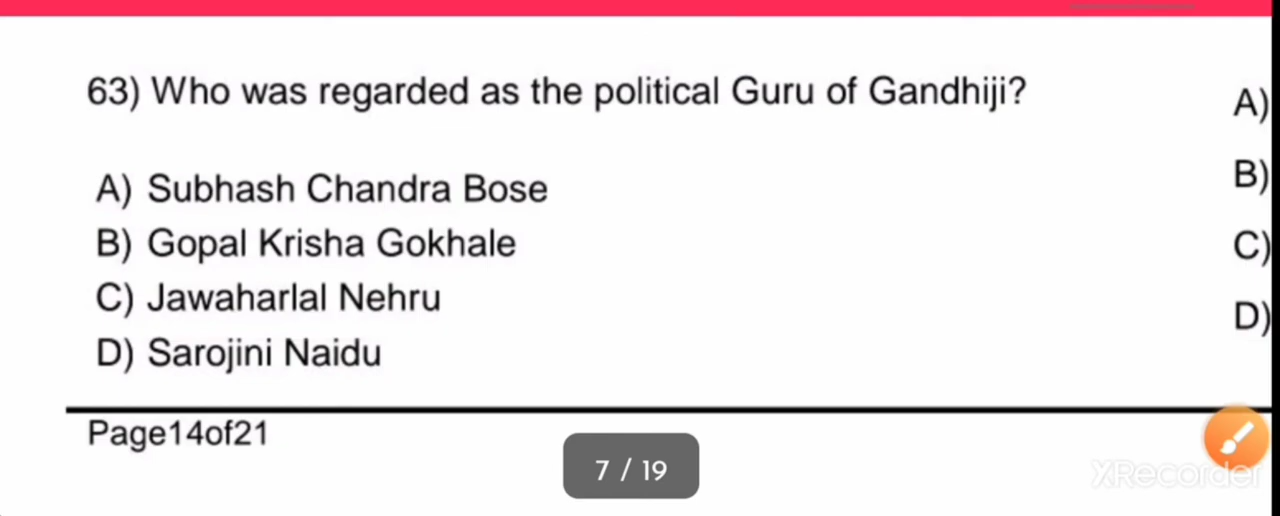 63) Who was regarded as the political Guru of Gandhiji?
A) Subhash Chandra Bose
B) Gopal Krisha Gokhale
C) Jawaharlal Nehru
D) Sarojini Naidu
A)
B)
C)
D)
Page14of21
7 / 19
XRecorder